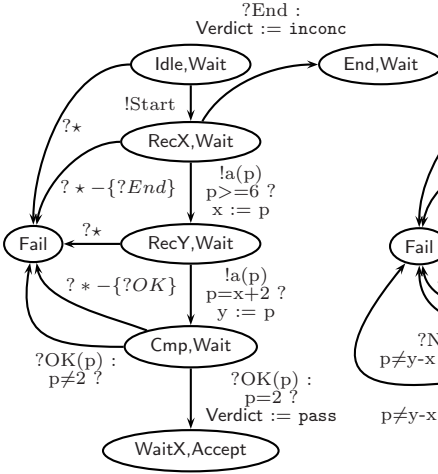 ?End :
Verdict := inconc
Idle,Wait
End,Wait
!Start
?⋆
RecX,Wait
!a(p)
p>=6 ?
x := p
? ⋆ −{?End}
Fail
?⋆
RecY,Wait
Fail
!a(p)
p=x+2 ?
y := p
? ∗ −{?OK}
Cmp,Wait
?OK(p) :
p≠2 ?
?N
p≠y-x
?OK(p) :
p=2 ?
Verdict := pass
p≠y-x
WaitX,Accept